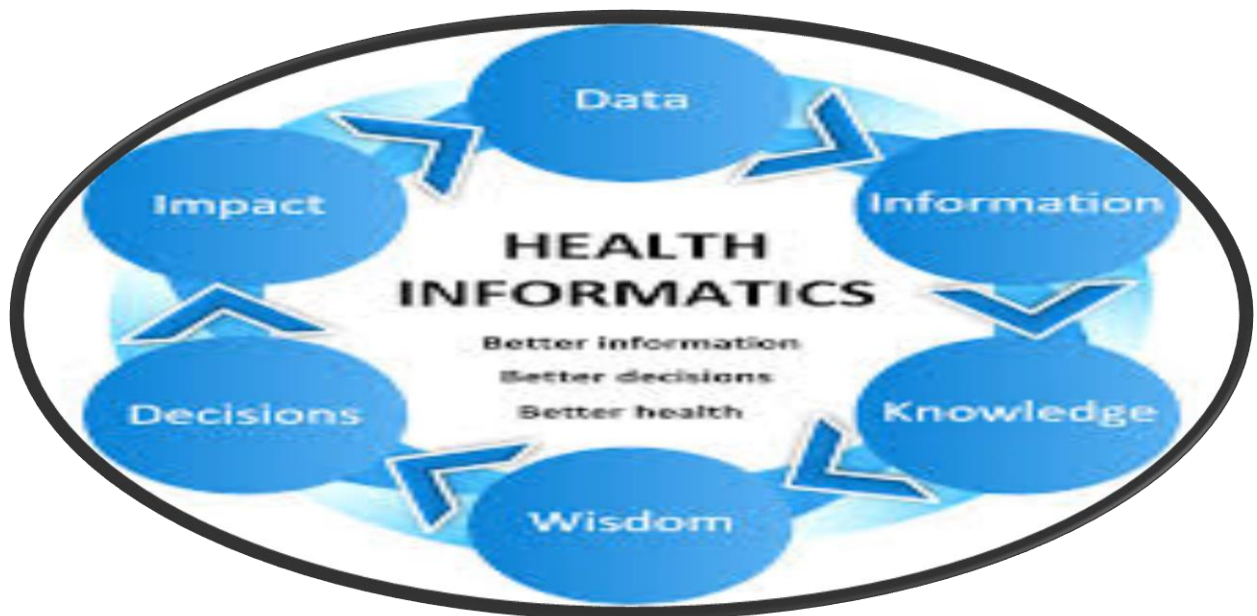 Data
Information
Knowledge
Wisdom
Decisions
Impact
HEALTH
INFORMATICS
Better information
Better decisions
Better health